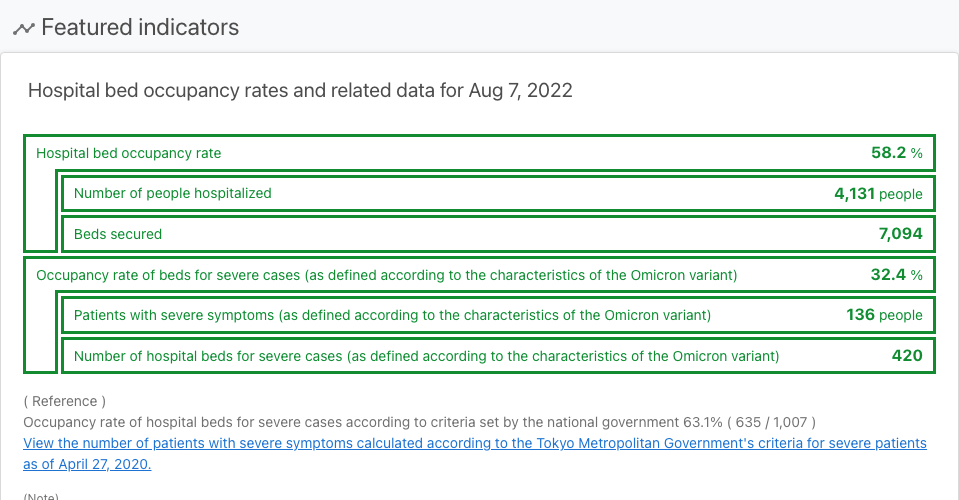 Featured indicators
Hospital bed occupancy rates and related data for Aug 7, 2022
Hospital bed occupancy rate 58.2 %
Number of people hospitalized 4,131 people
Beds secured 7,094
Occupancy rate of beds for severe cases (as defined according to the characteristics of the Omicron variant) 32.4 %
Patients with severe symptoms (as defined according to the characteristics of the Omicron variant) 136 people
Number of hospital beds for severe cases (as defined according to the characteristics of the Omicron variant) 420
( Reference )
Occupancy rate of hospital beds for severe cases according to criteria set by the national government 63.1% ( 635 / 1,007 )
View the number of patients with severe symptoms calculated according to the Tokyo Metropolitan Government's criteria for severe patients
as of April 27, 2020.
(Note)